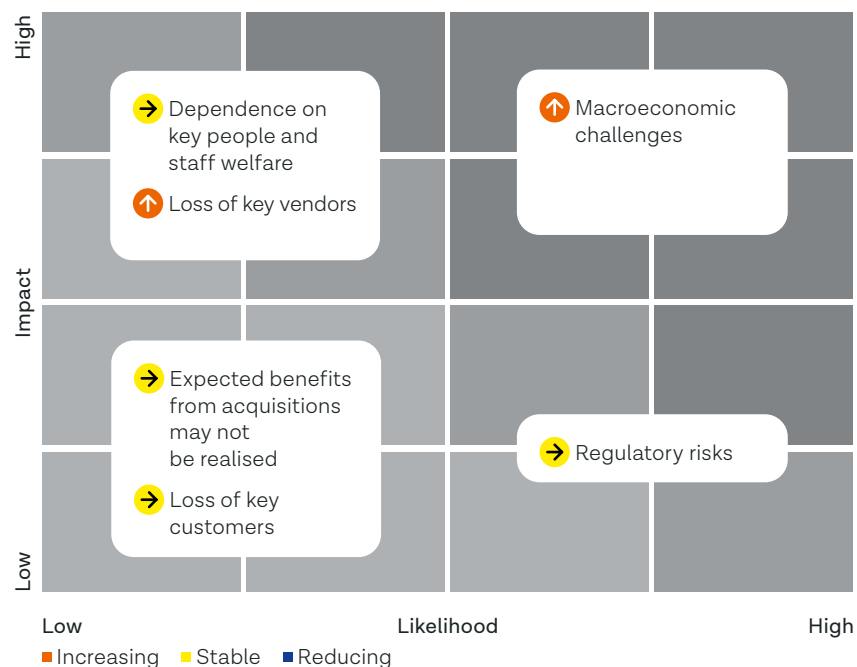 High
Impact
Low
Dependence on
key people and
staff welfare
Loss of key vendors
Macroeconomic
challenges
Expected benefits
from acquisitions
may not
be realised
Loss of key
customers
Regulatory risks
Low
Likelihood
High
Increasing
Stable
Reducing